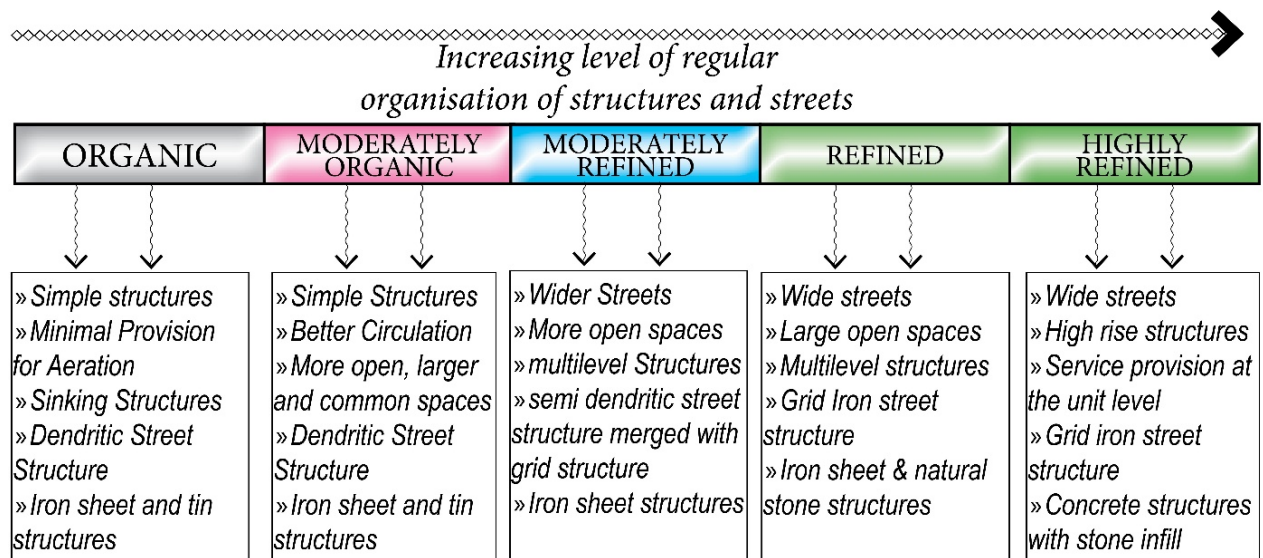 Increasing level of regular
organisation of structures and streets
ORGANIC
MODERATELY
ORGANIC
MODERATELY
REFINED
REFINED
HIGHLY
REFINED
» Simple structures
» Minimal Provision
for Aeration
» Sinking Structures
» Dendritic Street
Structure
» Iron sheet and tin
structures
» Simple Structures
» Better Circulation
» More open, larger
and common spaces
» Dendritic Street
Structure
» Iron sheet and tin
structures
» Wider Streets
» More open spaces
» multilevel Structures
» semi dendritic street
structure merged with
grid structure
» Iron sheet structures
» Wide streets
» Large open spaces
» Multilevel structures
» Grid Iron street
structure
» Iron sheet & natural
stone structures
» Wide streets
» High rise structures
» Service provision at
the unit level
» Grid iron street
structure
» Concrete structures
with stone infill